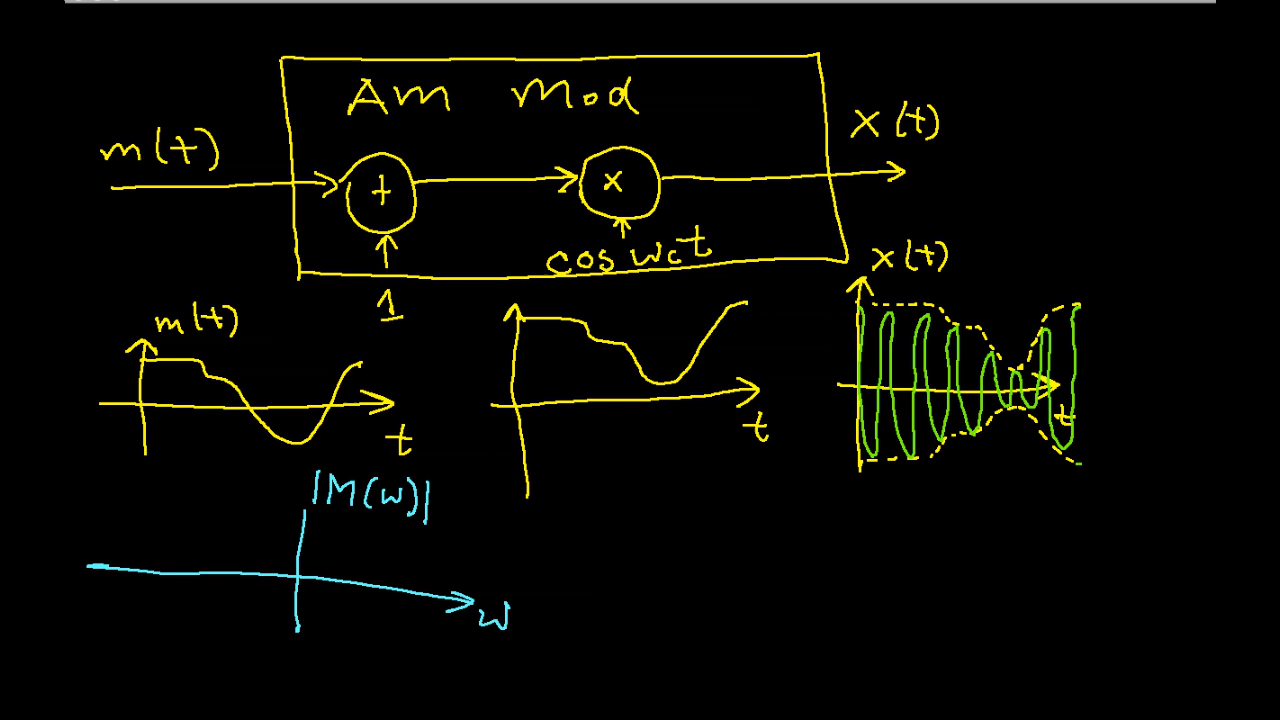 Am Mod
m(t)
+
x
X(t)
cos wct
1
x(t)
m(t)
t
t
t
|M(w)|
w